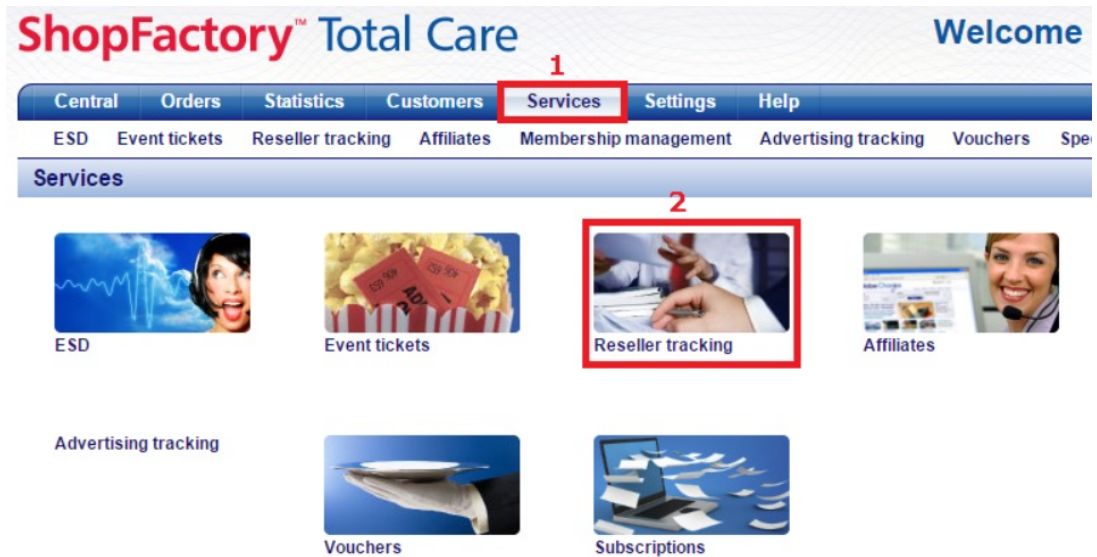 ShopFactory™ Total Care
Welcome
1
Central Orders Statistics Customers Services Settings Help
ESD Event tickets Reseller tracking Affiliates Membership management Advertising tracking Vouchers
Services
2
ESD Event tickets Reseller tracking Affiliates
Advertising tracking
Vouchers Subscriptions